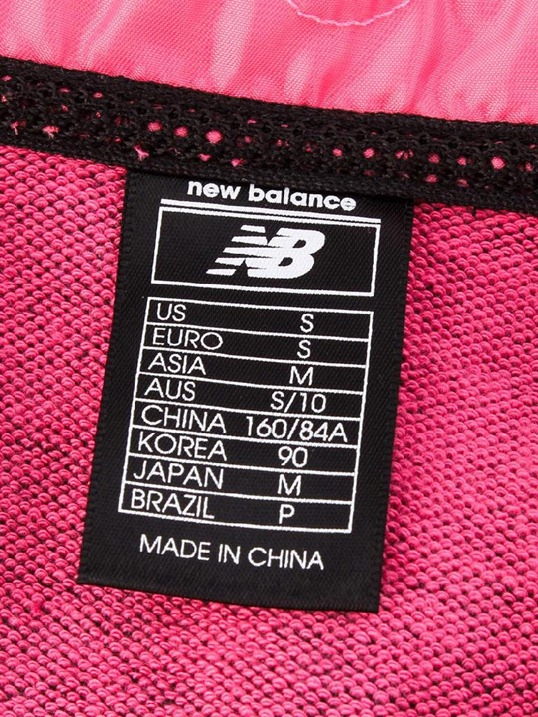 new balance
NB
US S
EURO S
ASIA M
AUS S/10
CHINA 160/84A
KOREA 90
JAPAN M
BRAZIL P
MADE IN CHINA